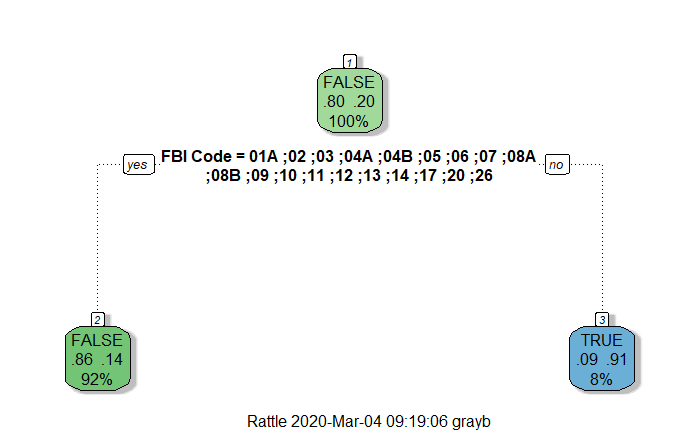 1
FALSE
.80 .20
100%
yes
FBI Code = 01A ;02 ;03 ;04A ;04B ;05 ;06 ;07 ;08A
;08B ;09 ;10 ;11 ;12 ;13 ;14 ;17 ;20 ;26
no
2
FALSE
.86 .14
92%
3
TRUE
.09 .91
8%
Rattle 2020-Mar-04 09:19:06 grayb